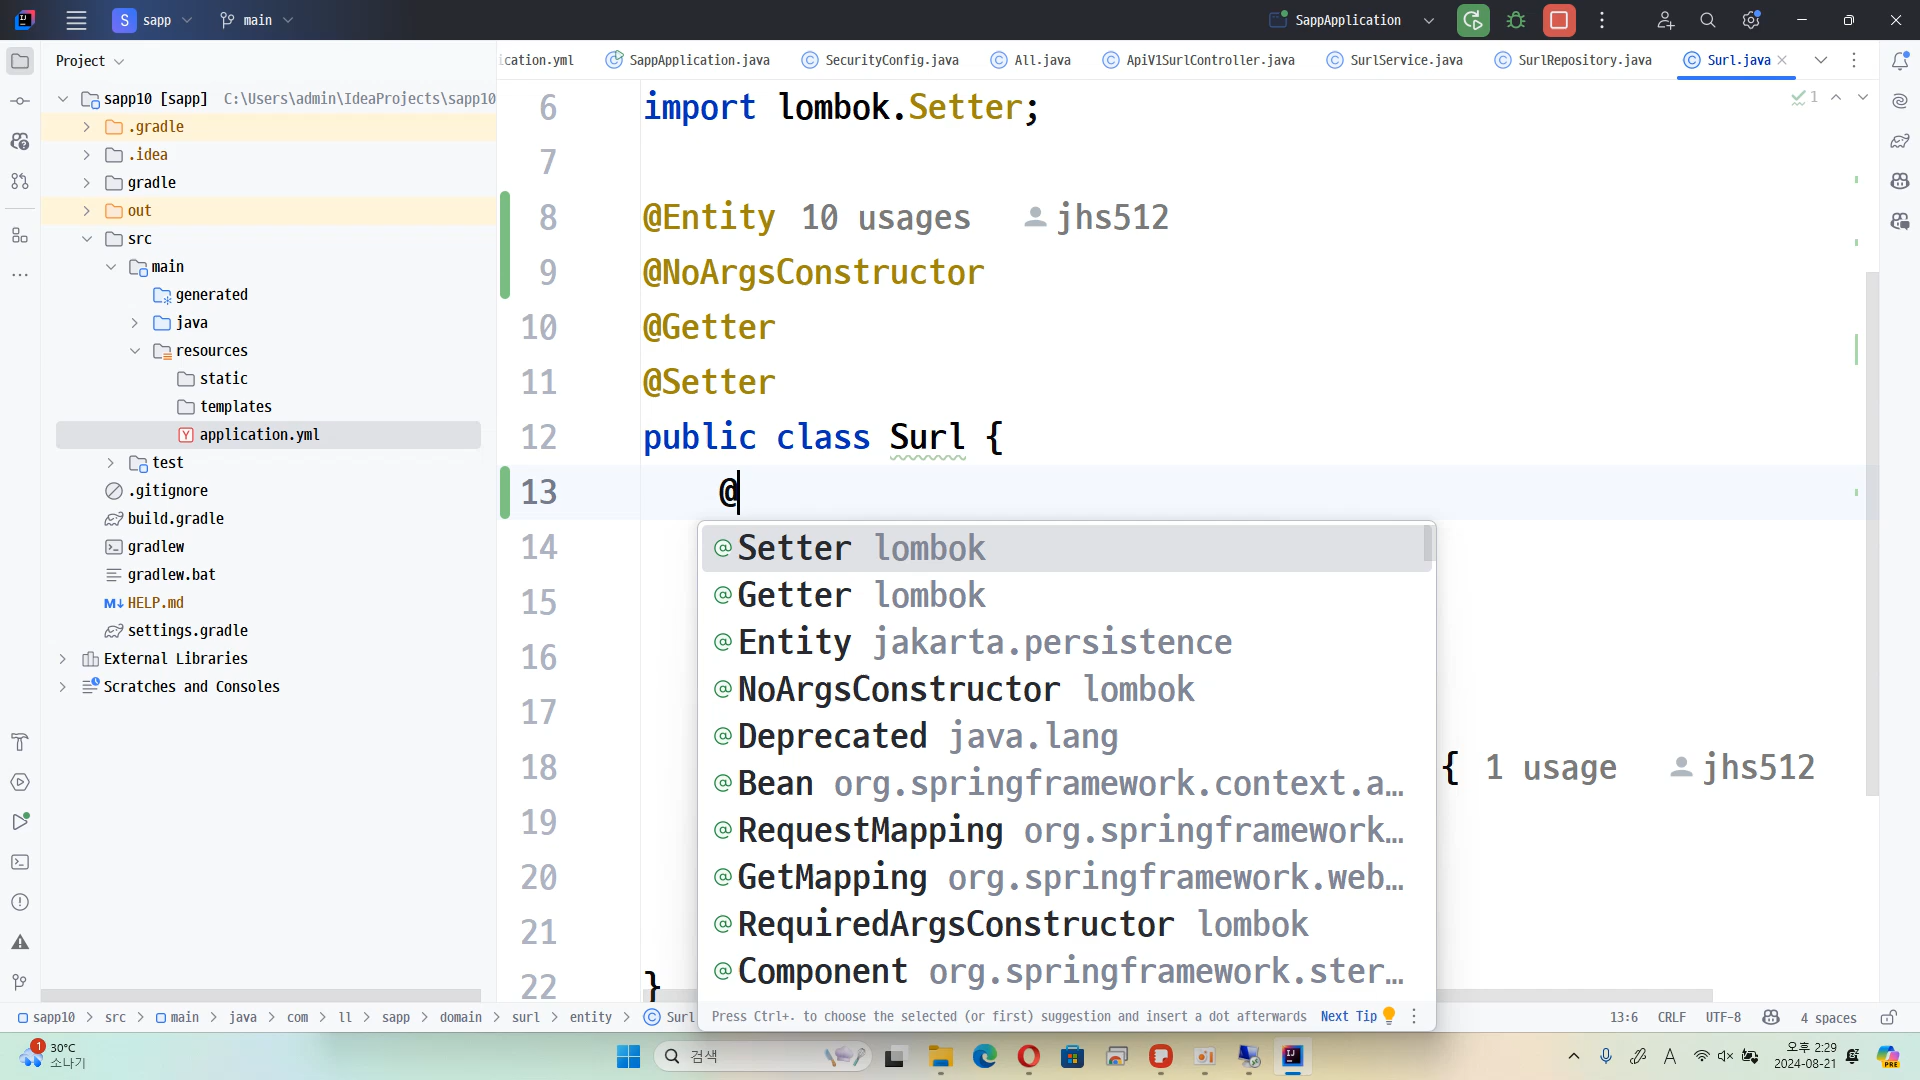 S sapp main SappApplication
Project
ication.yml SappApplication.java SecurityConfig.java All.java ApiV1SurlController.java SurlService.java SurlRepository.java Surl.java
sapp10 [sapp] C:\Users\admin\IdeaProjects\sapp10
.gradle
.idea
gradle
out
src
main
generated
java
resources
static
templates
application.yml
test
.gitignore
build.gradle
gradlew
gradlew.bat
M↓ HELP.md
settings.gradle
External Libraries
Scratches and Consoles
1
6 import lombok.Setter;
7
8 @Entity 10 usages jhs512
9 @NoArgsConstructor
10 @Getter
11 @Setter
12 public class Surl {
13 @
14
15
16
17
18 { 1 usage jhs512
19
20
21
22 }
Setter lombok
Getter lombok
Entity jakarta.persistence
NoArgsConstructor lombok
Deprecated java.lang
Bean org.springframework.context.a…
RequestMapping org.springframework…
GetMapping org.springframework.web…
RequiredArgsConstructor lombok
Component org.springframework.ster…
Press Ctrl+. to choose the selected (or first) suggestion and insert a dot afterwards Next Tip
sapp10 > src > main > java > com > ll > sapp > domain > surl > entity > Surl 13:6 CRLF UTF-8 4 spaces
1 30°C
소나기
검색
A
오후 2:29
2024-08-21
PRE